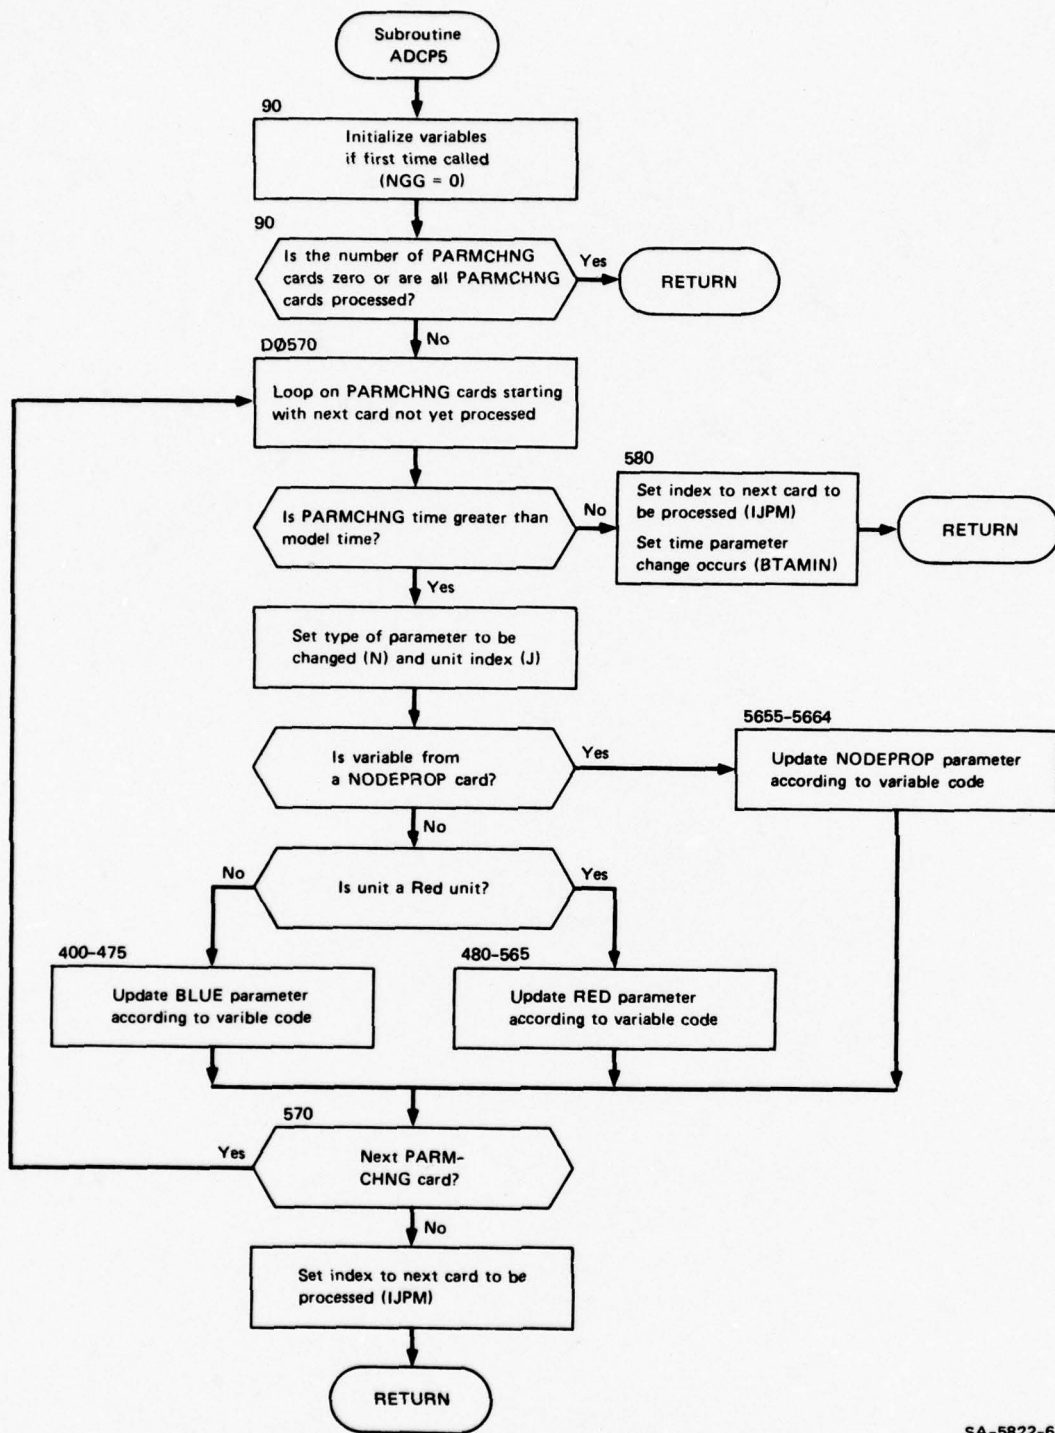 Subroutine
ADCP5
90
Initialize variables
if first time called
(NGG = 0)
90
Is the number of PARMCHNG
cards zero or are all PARMCHNG
cards processed?
Yes
RETURN
No
DØ570
Loop on PARMCHNG cards starting
with next card not yet processed
580
Is PARMCHNG time greater than
model time?
No
Set index to next card to
be processed (IJPM)
Set time parameter
change occurs (BTAMIN)
RETURN
Yes
Set type of parameter to be
changed (N) and unit index (J)
5655-5664
Is variable from
a NODEPROP card?
Yes
Update NODEPROP parameter
according to variable code
No
No
Is unit a Red unit?
Yes
400-475
480-565
Update BLUE parameter
according to varible code
Update RED parameter
according to variable code
570
Yes
Next PARM-
CHNG card?
No
Set index to next card to be
processed (IJPM)
RETURN